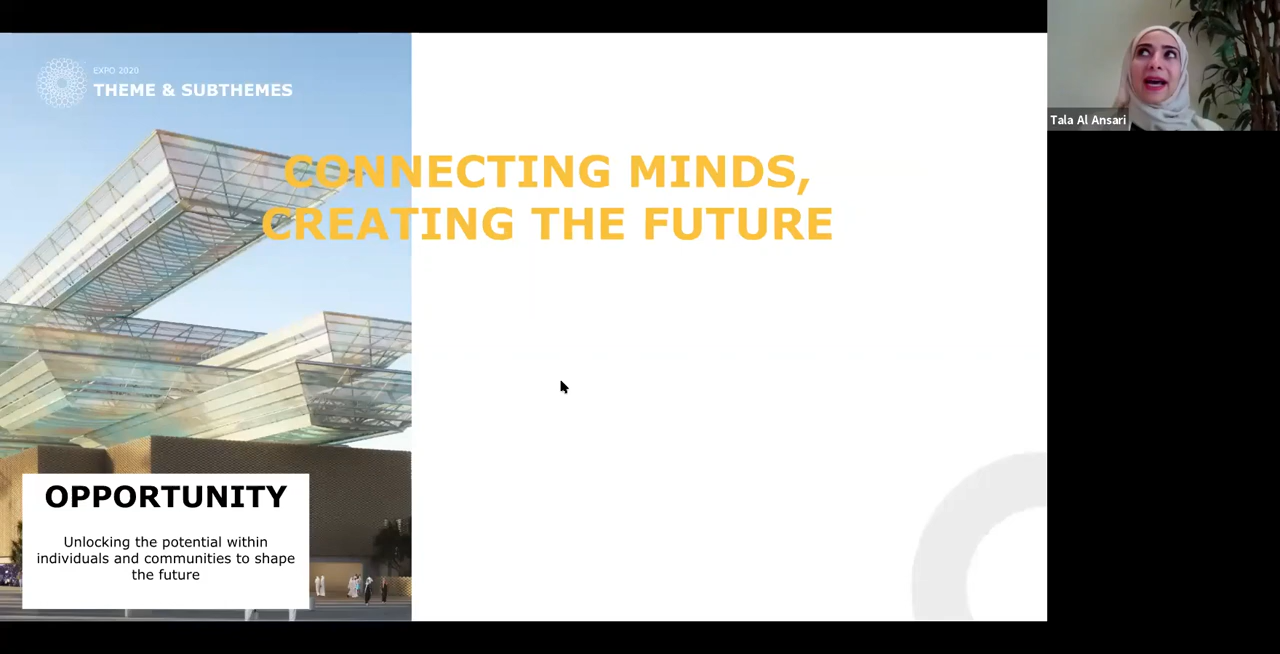 EXPO 2020
THEME & SUBTHEMES
CONNECTING MINDS,
CREATING THE FUTURE
OPPORTUNITY
Unlocking the potential within
individuals and communities to shape
the future
Tala Al Ansari